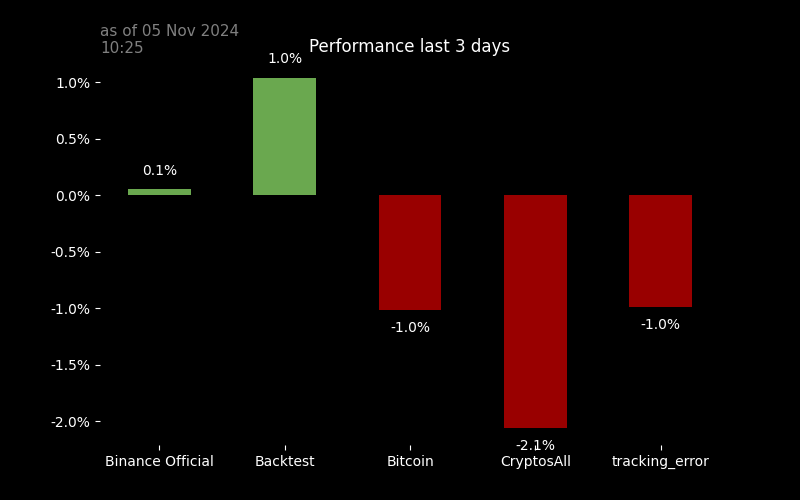 as of 05 Nov 2024
10:25
Performance last 3 days
1.0%
1.0%
0.5%
0.1%
0.0%
-0.5%
-1.0%
-1.0%
-1.0%
-1.5%
-2.0%
-2.1%
Binance Official
Backtest
Bitcoin
CryptosAll
tracking_error